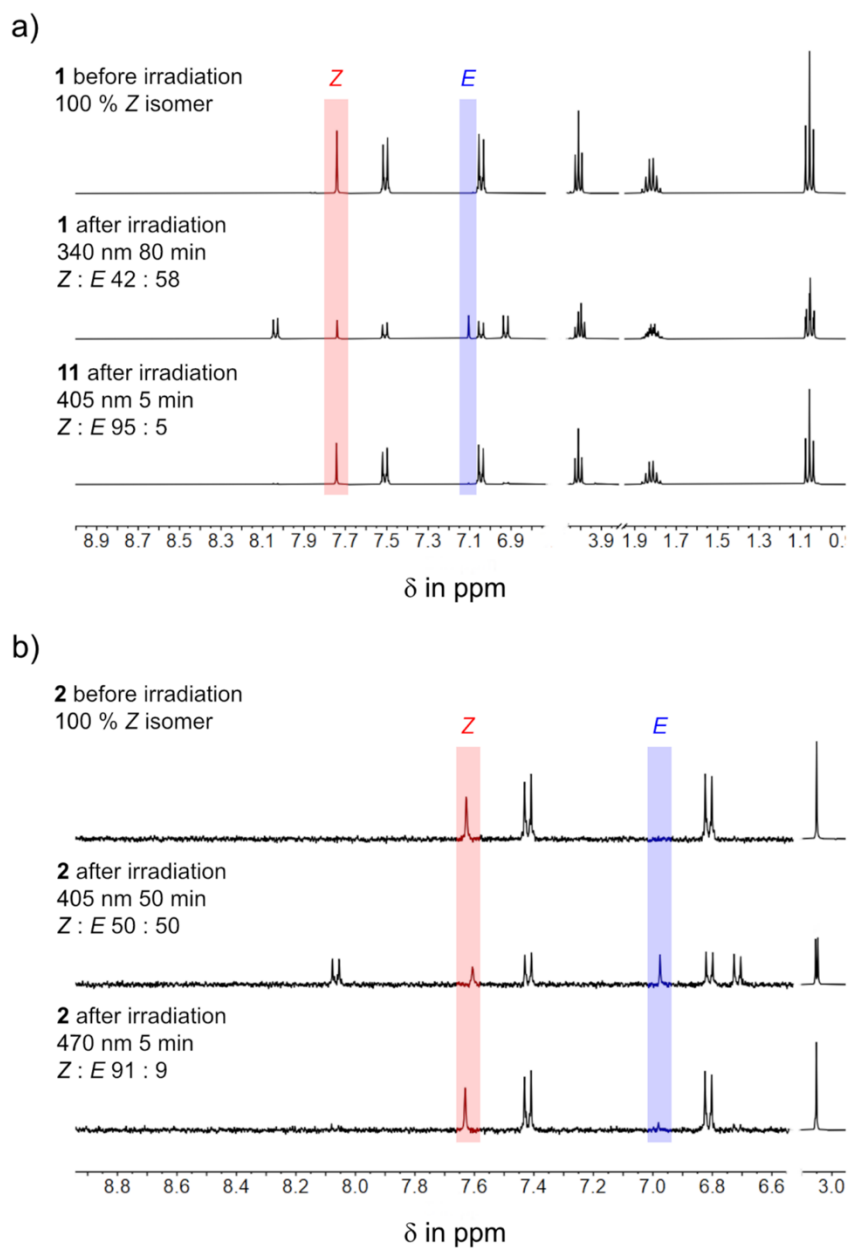 a)
1 before irradiation
100 % Z isomer
Z
E
1 after irradiation
340 nm 80 min
Z : E 42 : 58
11 after irradiation
405 nm 5 min
Z : E 95 : 5
8.9 8.7 8.5 8.3 8.1 7.9 7.7 7.5 7.3 7.1 6.9 3.9 1.9 1.7 1.5 1.3 1.1 0.9
δ in ppm
b)
2 before irradiation
100 % Z isomer
Z
E
2 after irradiation
405 nm 50 min
Z : E 50 : 50
2 after irradiation
470 nm 5 min
Z : E 91 : 9
8.8 8.6 8.4 8.2 8.0 7.8 7.6 7.4 7.2 7.0 6.8 6.6 3.0
δ in ppm